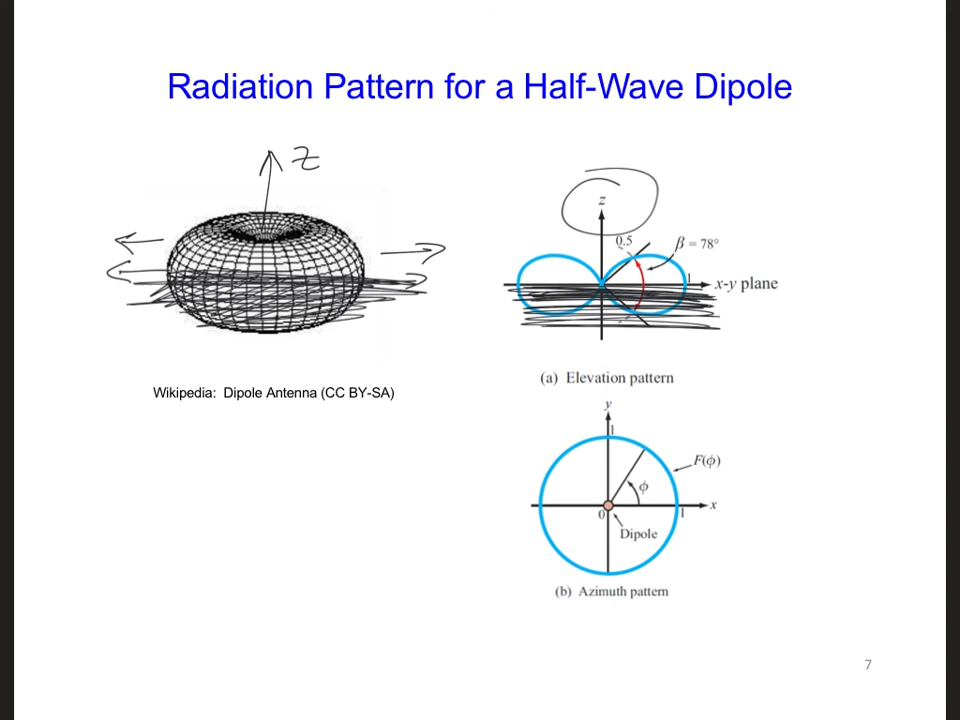 Radiation Pattern for a Half-Wave Dipole
Z
Wikipedia: Dipole Antenna (CC BY-SA)
z
0.5
β = 78°
1
x-y plane
(a) Elevation pattern
y
1
F(ϕ)
ϕ
0
1
x
Dipole
(b) Azimuth pattern
7